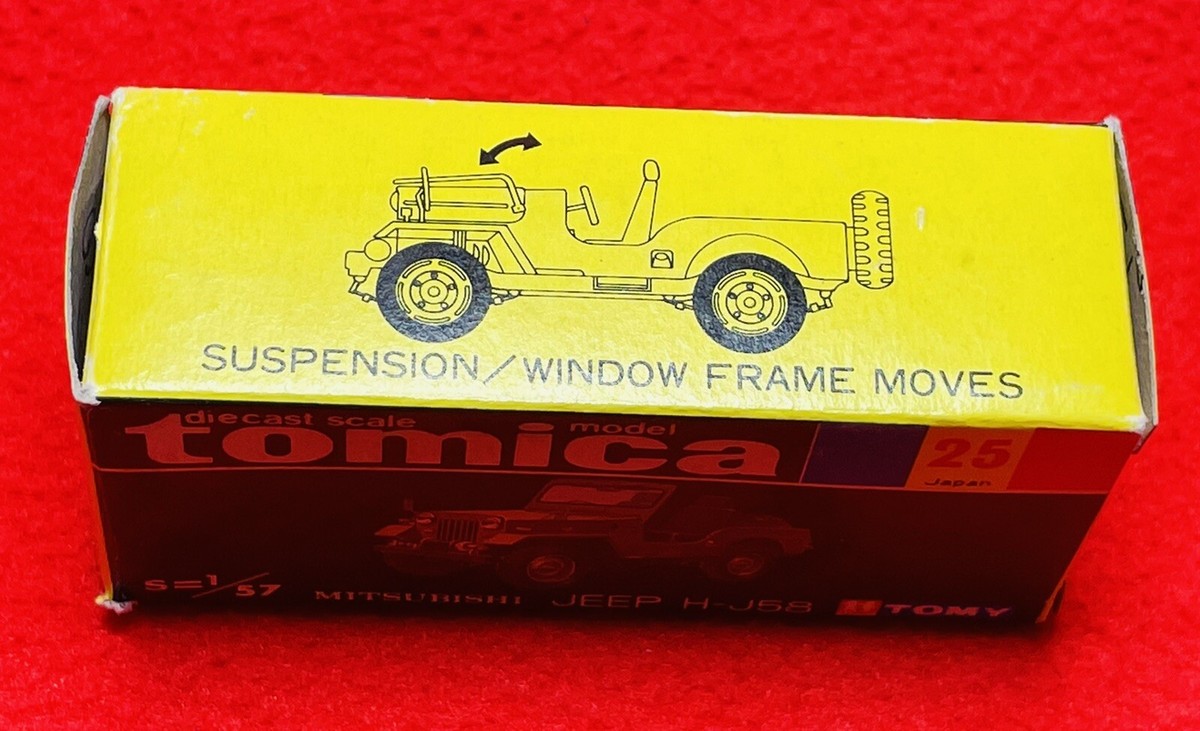 SUSPENSION/WINDOW FRAME MOVES
diecast scale model
tomica
25
Japan
S=1/57 MITSUBISHI JEEP H-J58 TOMY